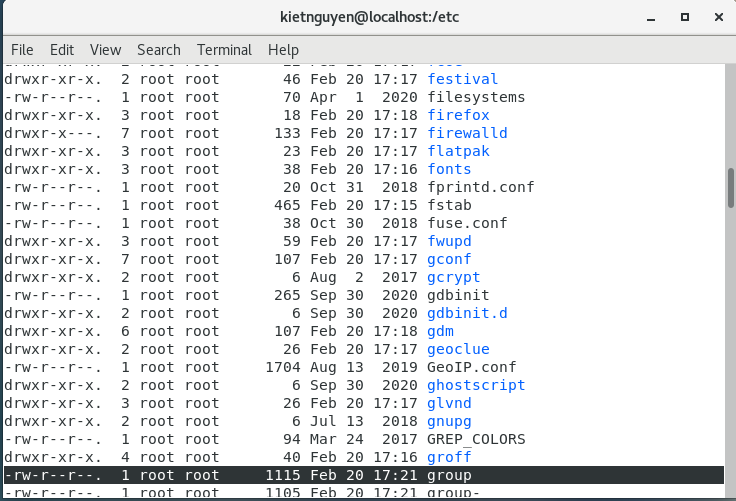 kietnguyen@localhost:/etc
File Edit View Search Terminal Help
drwxr-xr-x. 2 root root 46 Feb 20 17:17 festival
-rw-r--r--. 1 root root 70 Apr 1 2020 filesystems
drwxr-xr-x. 3 root root 18 Feb 20 17:18 firefox
drwxr-x---. 7 root root 133 Feb 20 17:17 firewalld
drwxr-xr-x. 3 root root 23 Feb 20 17:17 flatpak
drwxr-xr-x. 3 root root 38 Feb 20 17:16 fonts
-rw-r--r--. 1 root root 20 Oct 31 2018 fprintd.conf
-rw-r--r--. 1 root root 465 Feb 20 17:15 fstab
-rw-r--r--. 1 root root 38 Oct 30 2018 fuse.conf
drwxr-xr-x. 3 root root 59 Feb 20 17:17 fwupd
drwxr-xr-x. 7 root root 107 Feb 20 17:17 gconf
drwxr-xr-x. 2 root root 6 Aug 2 2017 gcrypt
-rw-r--r--. 1 root root 265 Sep 30 2020 gdbinit
drwxr-xr-x. 2 root root 6 Sep 30 2020 gdbinit.d
drwxr-xr-x. 6 root root 107 Feb 20 17:18 gdm
drwxr-xr-x. 2 root root 26 Feb 20 17:17 geoclue
-rw-r--r--. 1 root root 1704 Aug 13 2019 GeoIP.conf
drwxr-xr-x. 2 root root 6 Sep 30 2020 ghostscript
drwxr-xr-x. 3 root root 26 Feb 20 17:17 glvnd
drwxr-xr-x. 2 root root 6 Jul 13 2018 gnupg
-rw-r--r--. 1 root root 94 Mar 24 2017 GREP_COLORS
drwxr-xr-x. 4 root root 40 Feb 20 17:16 groff
-rw-r--r--. 1 root root 1115 Feb 20 17:21 group
-rw-r--r--. 1 root root 1105 Feb 20 17:21 group-